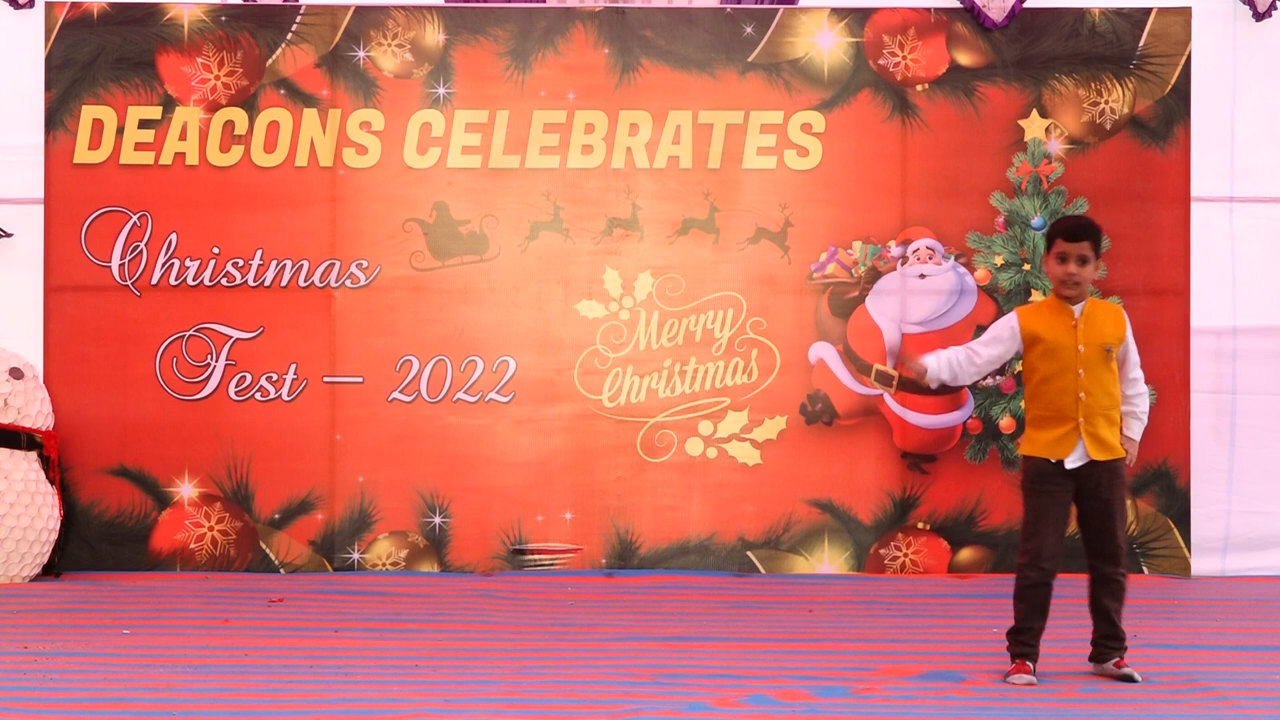 DEACONS CELEBRATES
Christmas
Fest – 2022
Merry
Christmas